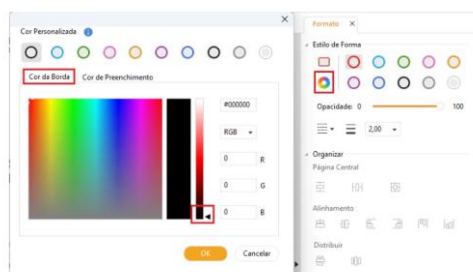 Cor Personalizada
Cor da Borda Cor de Preenchimento
#000000
RGB
0 R
0 G
0 B
OK Cancelar
Formato
Estilo de Forma
Opacidade: 0 100
2,00
Organizar
Página Central
Alinhamento
Distribuir